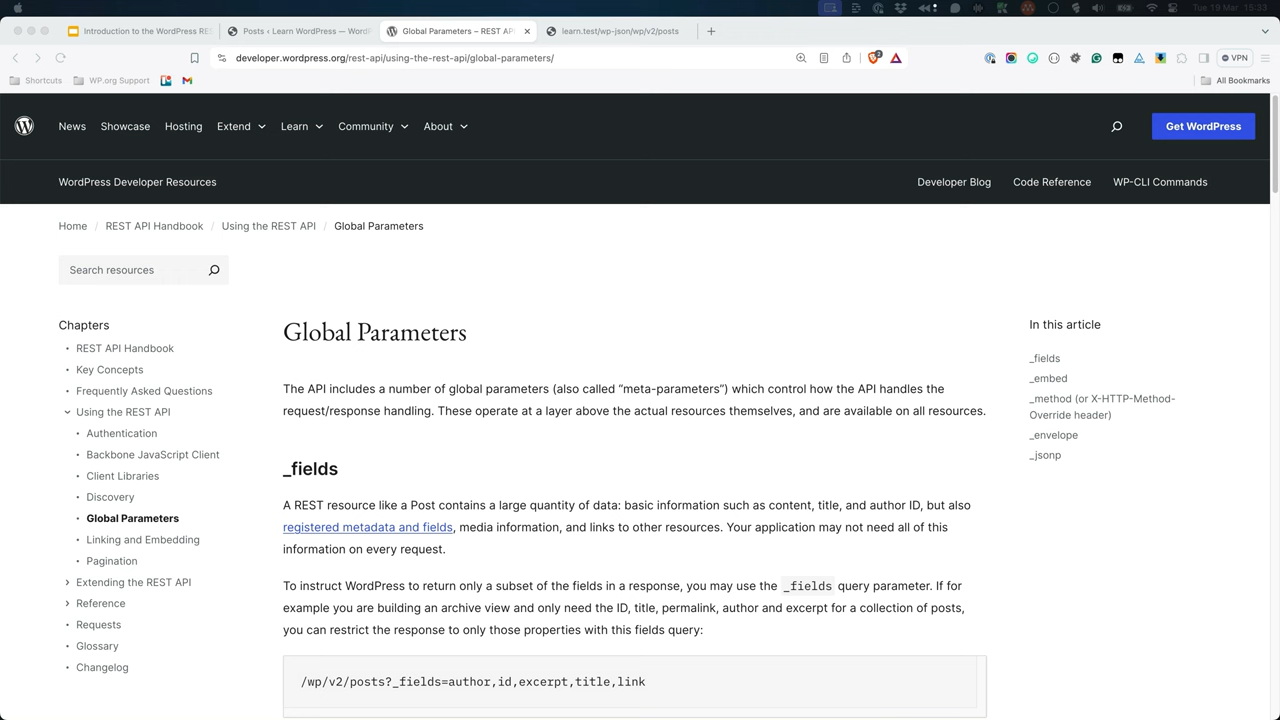 Tue 19 Mar 15:33
Introduction to the WordPress RES
Posts ‹ Learn WordPress — WordP
Global Parameters – REST API
learn.test/wp-json/wp/v2/posts
developer.wordpress.org/rest-api/using-the-rest-api/global-parameters/
2
VPN
Shortcuts
WP.org Support
All Bookmarks
News
Showcase
Hosting
Extend
Learn
Community
About
Get WordPress
WordPress Developer Resources
Developer Blog
Code Reference
WP-CLI Commands
Home / REST API Handbook / Using the REST API / Global Parameters
Search resources
Chapters
• REST API Handbook
• Key Concepts
• Frequently Asked Questions
Using the REST API
• Authentication
• Backbone JavaScript Client
• Client Libraries
• Discovery
• Global Parameters
• Linking and Embedding
• Pagination
Extending the REST API
Reference
• Requests
• Glossary
• Changelog
Global Parameters
The API includes a number of global parameters (also called “meta-parameters”) which control how the API handles the
request/response handling. These operate at a layer above the actual resources themselves, and are available on all resources.
_fields
A REST resource like a Post contains a large quantity of data: basic information such as content, title, and author ID, but also
registered metadata and fields, media information, and links to other resources. Your application may not need all of this
information on every request.
To instruct WordPress to return only a subset of the fields in a response, you may use the _fields query parameter. If for
example you are building an archive view and only need the ID, title, permalink, author and excerpt for a collection of posts,
you can restrict the response to only those properties with this fields query:
/wp/v2/posts?_fields=author,id,excerpt,title,link
In this article
_fields
_embed
_method (or X-HTTP-Method-
Override header)
_envelope
_jsonp